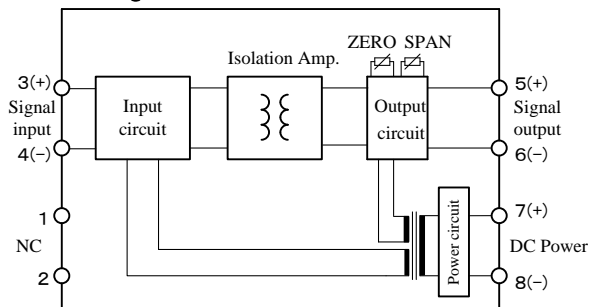 ZERO SPAN
Isolation Amp.
3(+)
Signal
input
4(−)
Input
circuit
Output
circuit
5(+)
Signal
output
6(−)
1
NC
2
Power circuit
7(+)
DC Power
8(−)